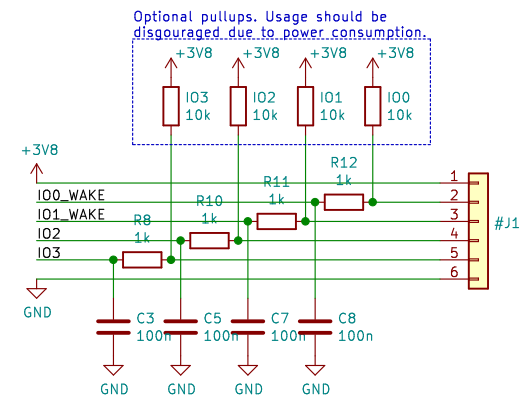 Optional pullups. Usage should be
disgouraged due to power consumption.
+3V8 +3V8 +3V8 +3V8
IO3 IO2 IO1 IO0
10k 10k 10k 10k
+3V8
R12
1k
R11
1k
R10
1k
R8
1k
IO0_WAKE
IO1_WAKE
IO2
IO3
1
2
3
4
5
6
#J1
GND
C3 C5 C7 C8
100n 100n 100n 100n
GND GND GND GND